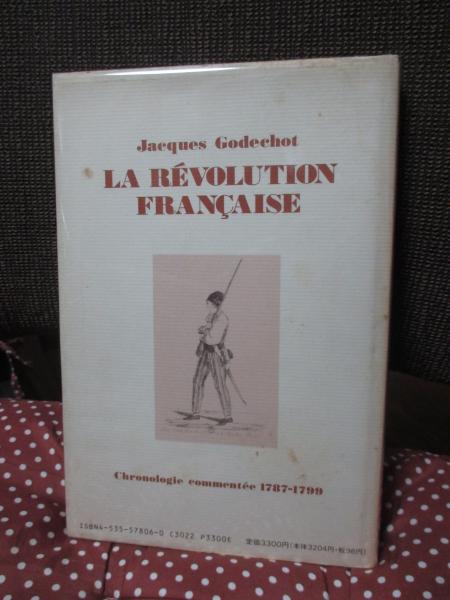 Jacques Godechot
LA RÉVOLUTION
FRANÇAISE
Chronologie commentée 1787-1799
ISBN4-535-57806-0 C3022 P3300E 定価3300円(本体3204円・税96円)